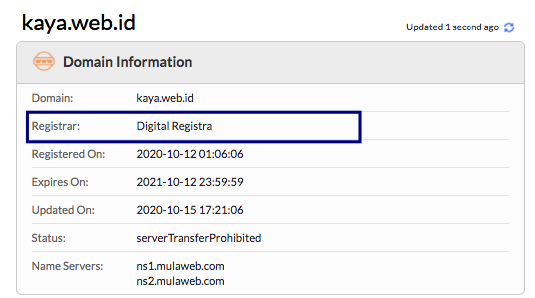 kaya.web.id
Updated 1 second ago
www
Domain Information
Domain: kaya.web.id
Registrar: Digital Registra
Registered On: 2020-10-12 01:06:06
Expires On: 2021-10-12 23:59:59
Updated On: 2020-10-15 17:21:06
Status: serverTransferProhibited
Name Servers: ns1.mulaweb.com
ns2.mulaweb.com